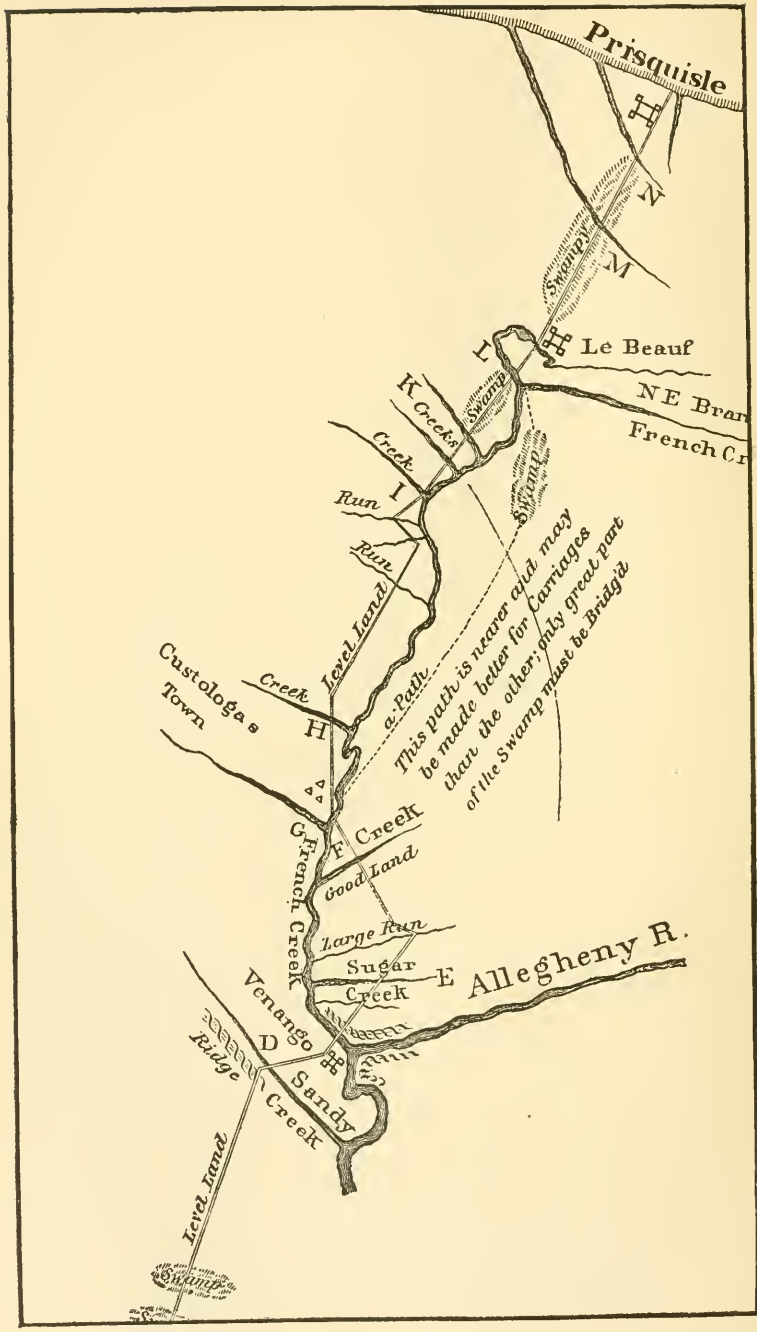 Prisquisle
N
Swampy
M
L
Le Beauf
Swamp
K
Creeks
NE Bran
French Cr
Creek
I
Swamp
Run
Run
Level Land
This path is nearer and may
be made better for Carriages
than the other; only great part
of the Swamp must be Bridg'd
a Path
Custologas
Town
Creek
H
G
F Creek
Good Land
French Creek
Large Run
Sugar
Creek
E
Allegheny R.
Venango
D
Ridge
Sandy
Creek
Level Land
Swamp